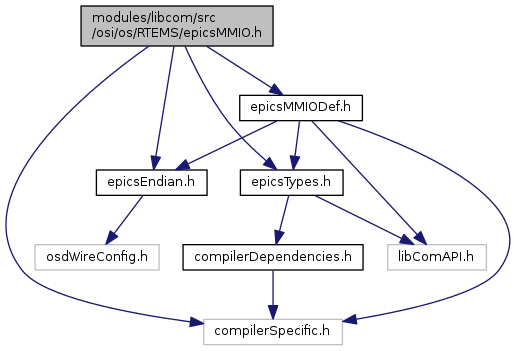 modules/libcom/src
/osi/os/RTEMS/epicsMMIO.h
epicsMMIODef.h
epicsEndian.h
epicsTypes.h
osdWireConfig.h
compilerDependencies.h
libComAPI.h
compilerSpecific.h